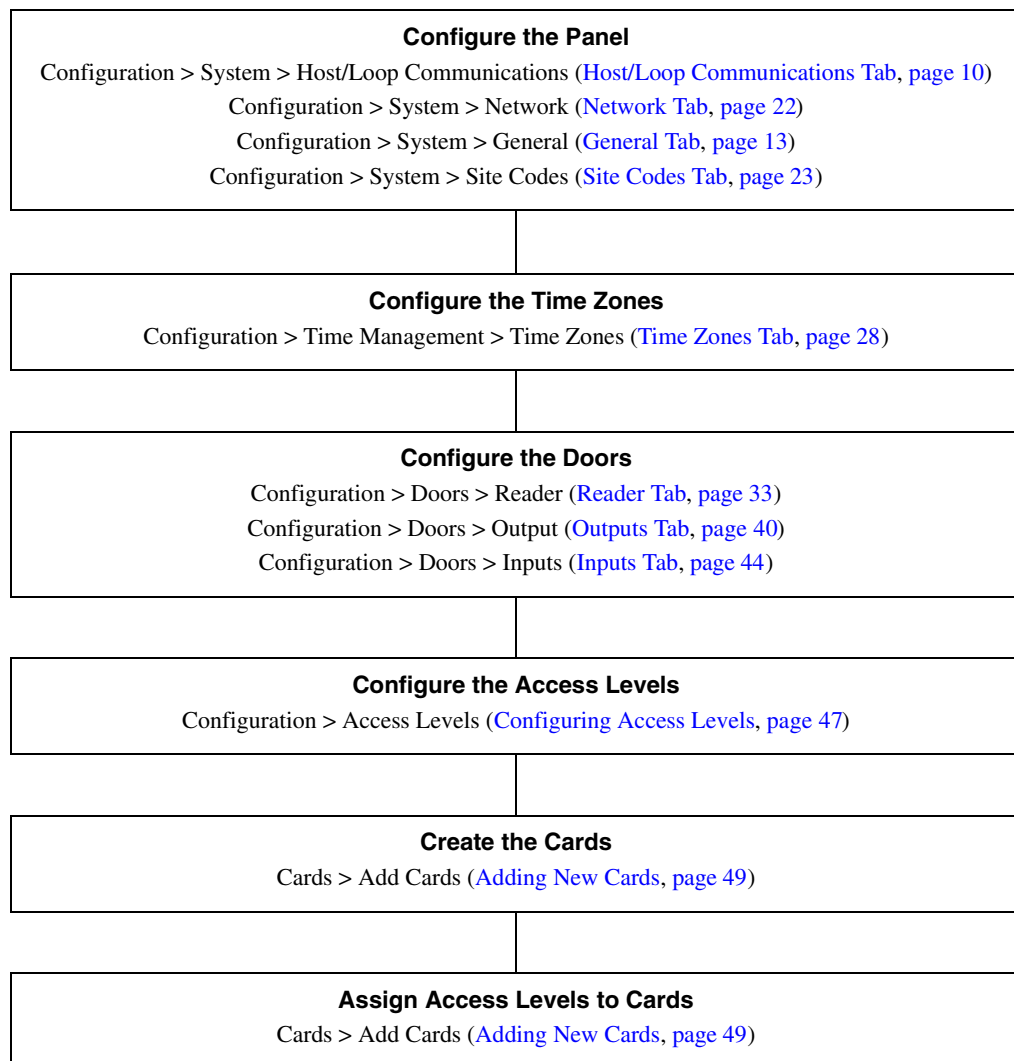 Configure the Panel
Configuration > System > Host/Loop Communications (Host/Loop Communications Tab, page 10)
Configuration > System > Network (Network Tab, page 22)
Configuration > System > General (General Tab, page 13)
Configuration > System > Site Codes (Site Codes Tab, page 23)
Configure the Time Zones
Configuration > Time Management > Time Zones (Time Zones Tab, page 28)
Configure the Doors
Configuration > Doors > Reader (Reader Tab, page 33)
Configuration > Doors > Output (Outputs Tab, page 40)
Configuration > Doors > Inputs (Inputs Tab, page 44)
Configure the Access Levels
Configuration > Access Levels (Configuring Access Levels, page 47)
Create the Cards
Cards > Add Cards (Adding New Cards, page 49)
Assign Access Levels to Cards
Cards > Add Cards (Adding New Cards, page 49)